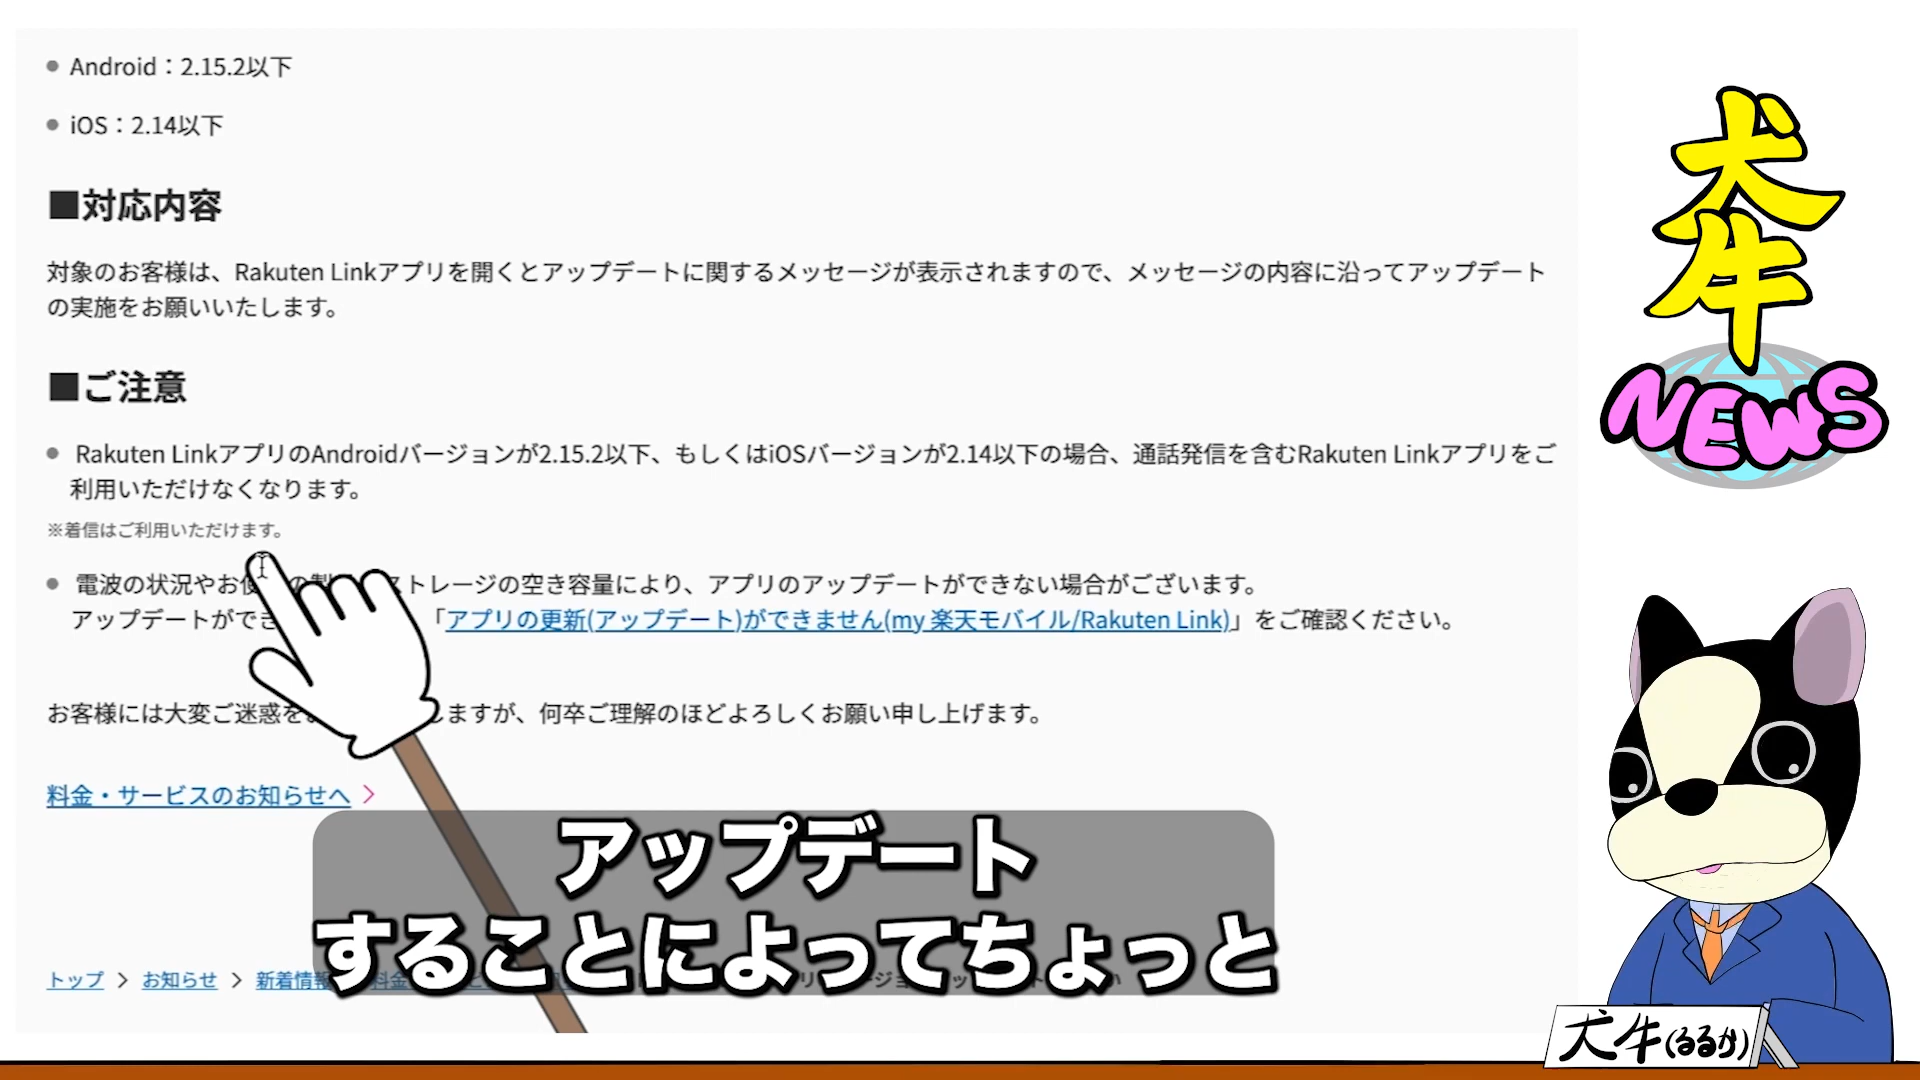 ● Android：2.15.2以下
● iOS：2.14以下
■対応内容
対象のお客様は、Rakuten Linkアプリを開くとアップデートに関するメッセージが表示されますので、メッセージの内容に沿ってアップデート
の実施をお願いいたします。
■ご注意
● Rakuten LinkアプリのAndroidバージョンが2.15.2以下、もしくはiOSバージョンが2.14以下の場合、通話発信を含むRakuten Linkアプリをご
利用いただけなくなります。
※着信はご利用いただけます。
● 電波の状況やお使 の製 ストレージの空き容量により、アプリのアップデートができない場合がございます。
アップデートができ 「アプリの更新(アップデート)ができません(my 楽天モバイル/Rakuten Link)」をご確認ください。
お客様には大変ご迷惑を しますが、何卒ご理解のほどよろしくお願い申し上げます。
料金・サービスのお知らせへ
トップ > お知らせ > 新着情報 料金
アップデート
することによってちょっと
犬牛
NEWS
犬牛(るるか)